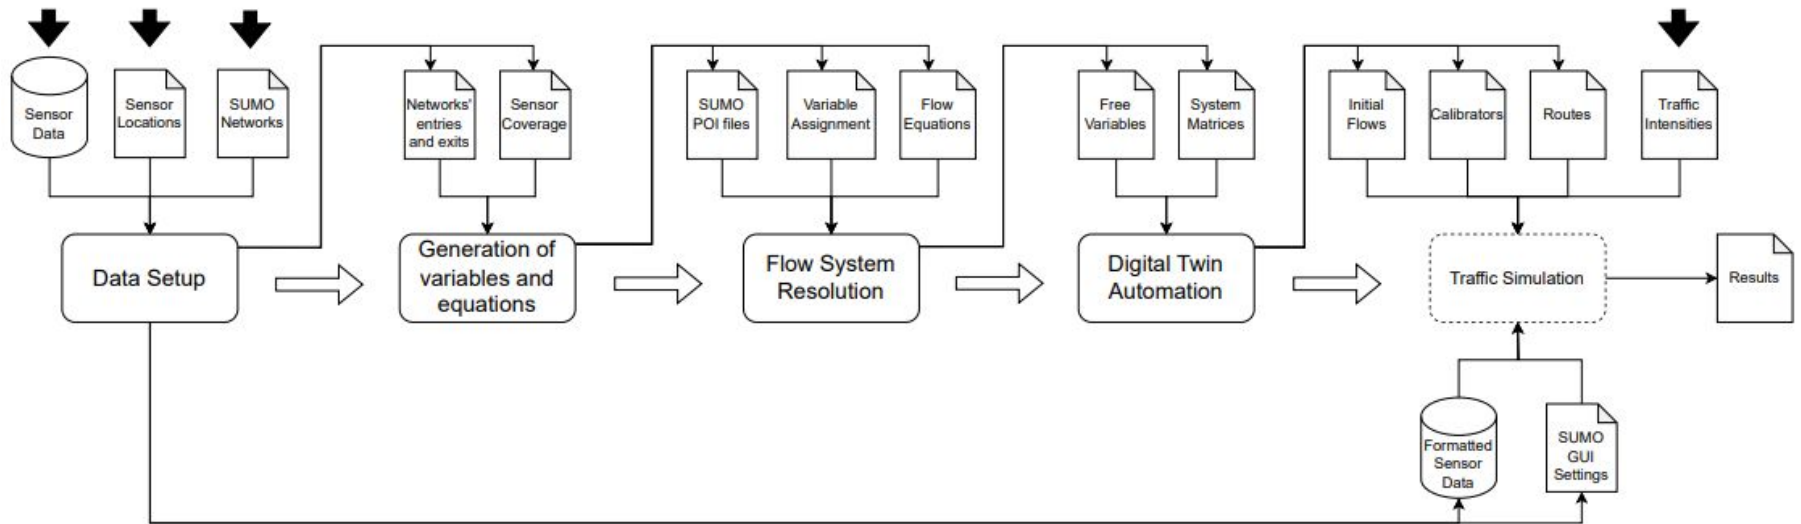 Sensor
Data
Sensor
Locations
SUMO
Networks
Networks'
entries
and exits
Sensor
Coverage
SUMO
POI files
Variable
Assignment
Flow
Equations
Free
Variables
System
Matrices
Initial
Flows
Calibrators
Routes
Traffic
Intensities
Data Setup
Generation of
variables and
equations
Flow System
Resolution
Digital Twin
Automation
Traffic Simulation
Results
Formatted
Sensor
Data
SUMO
GUI
Settings